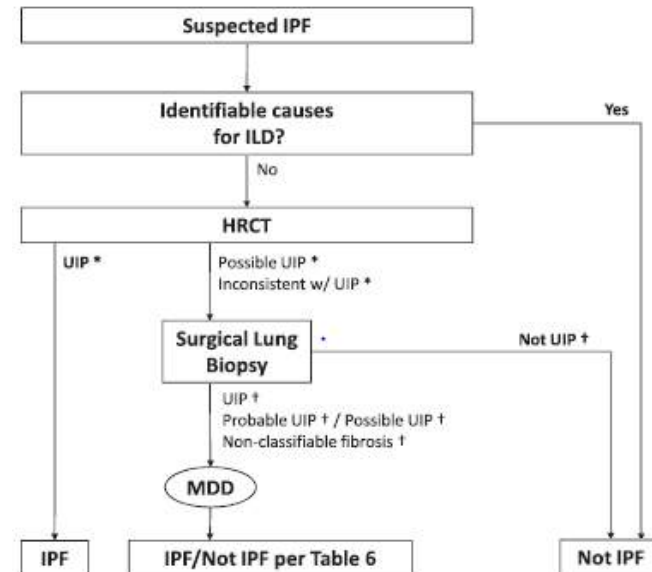 Suspected IPF
Identifiable causes
for ILD?
Yes
No
HRCT
UIP *
Possible UIP *
Inconsistent w/ UIP *
Surgical Lung
Biopsy
Not UIP †
UIP †
Probable UIP † / Possible UIP †
Non-classifiable fibrosis †
MDD
IPF
IPF/Not IPF per Table 6
Not IPF